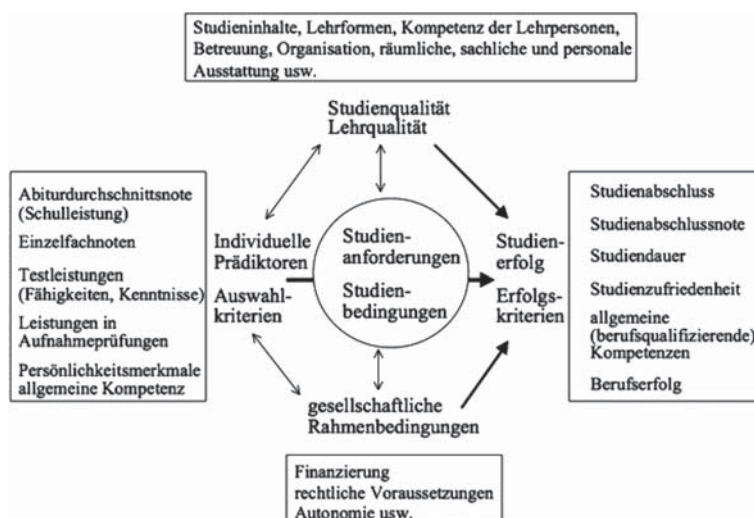 Studieninhalte, Lehrformen, Kompetenz der Lehrpersonen,
Betreuung, Organisation, räumliche, sachliche und personale
Ausstattung usw.
Studienqualität
Lehrqualität
Abiturdurchschnittsnote
(Schulleistung)
Einzelfachnoten
Testleistungen
(Fähigkeiten, Kenntnisse)
Leistungen in
Aufnahmeprüfungen
Persönlichkeitsmerkmale
allgemeine Kompetenz
Individuelle
Prädiktoren
Auswahl-
kriterien
Studien-
anforderungen
Studien-
bedingungen
Studien-
erfolg
Erfolgs-
kriterien
Studienabschluss
Studienabschlussnote
Studiendauer
Studienzufriedenheit
allgemeine
(berufsqualifizierende)
Kompetenzen
Berufserfolg
gesellschaftliche
Rahmenbedingungen
Finanzierung
rechtliche Voraussetzungen
Autonomie usw.